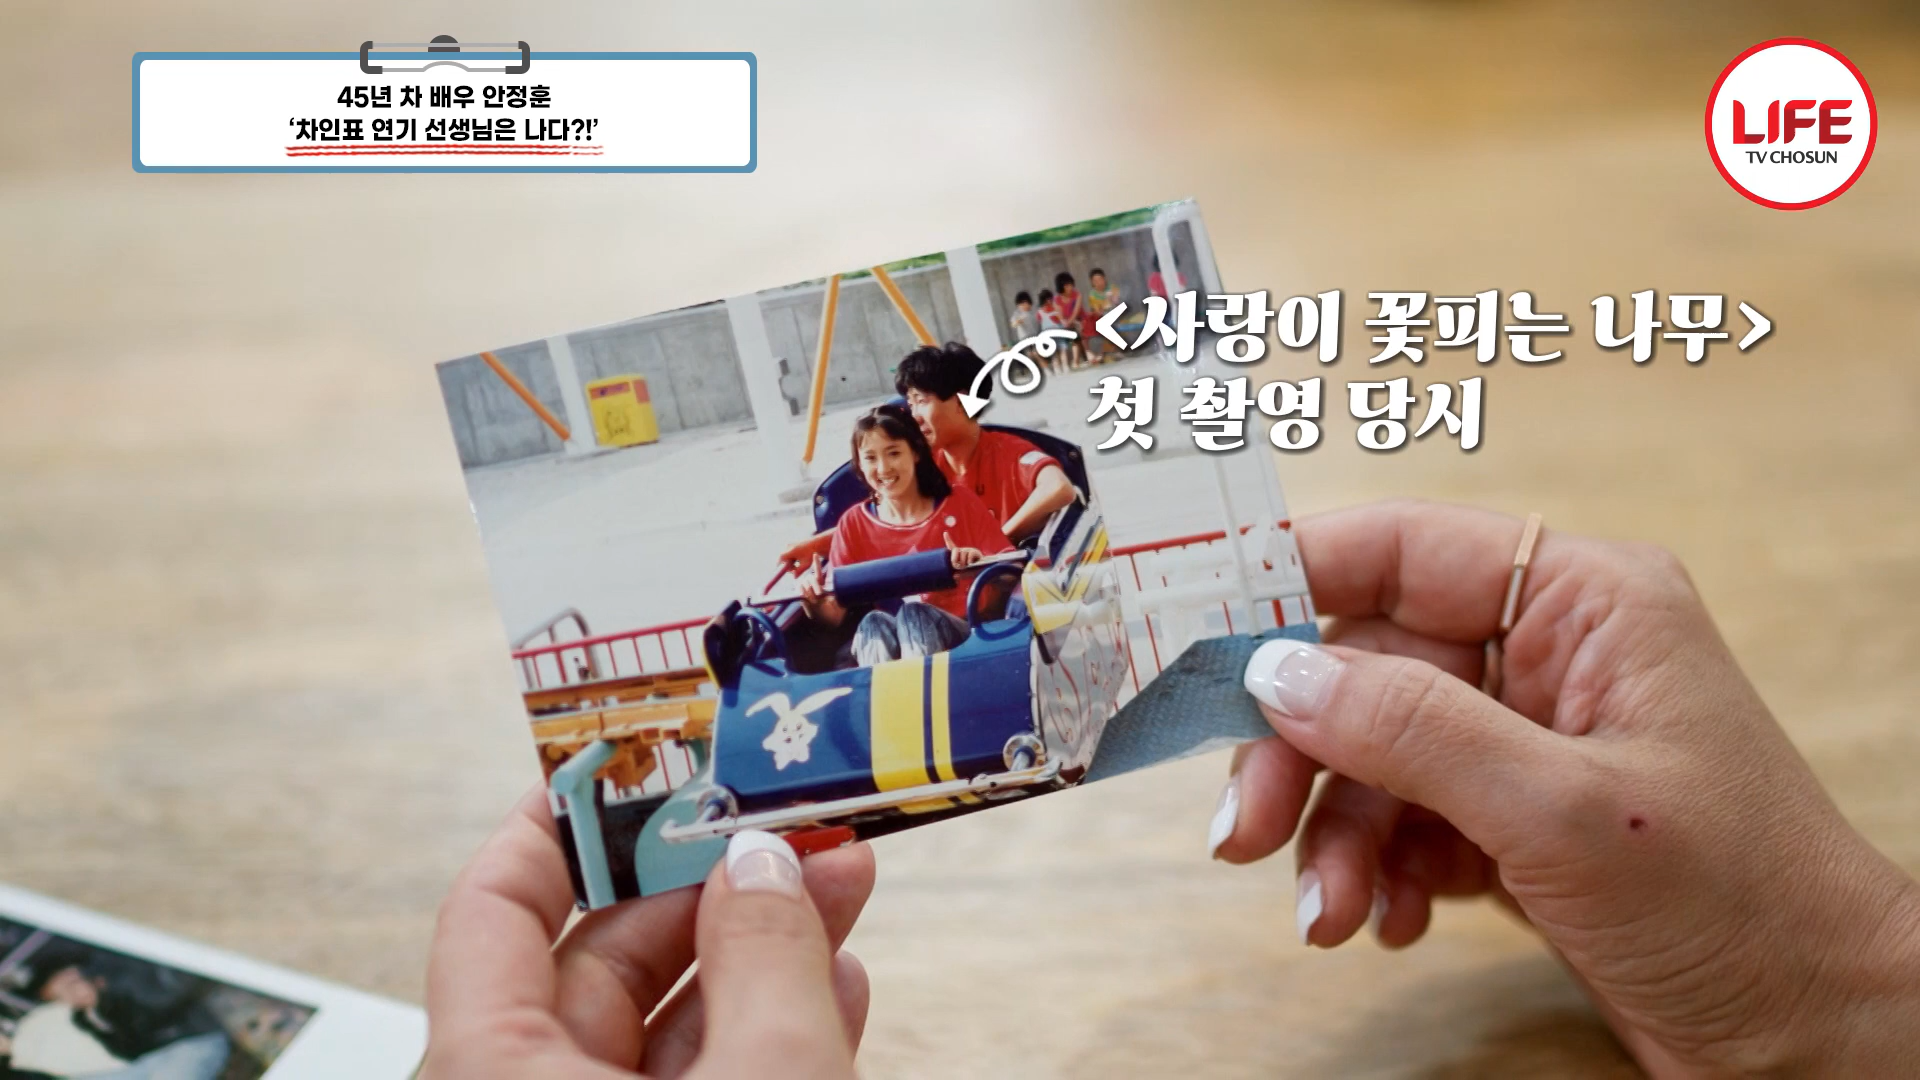 45년 차 배우 안정훈
‘차인표 연기 선생님은 나다?!’
LIFE
TV CHOSUN
<사랑이 꽃피는 나무>
첫 촬영 당시